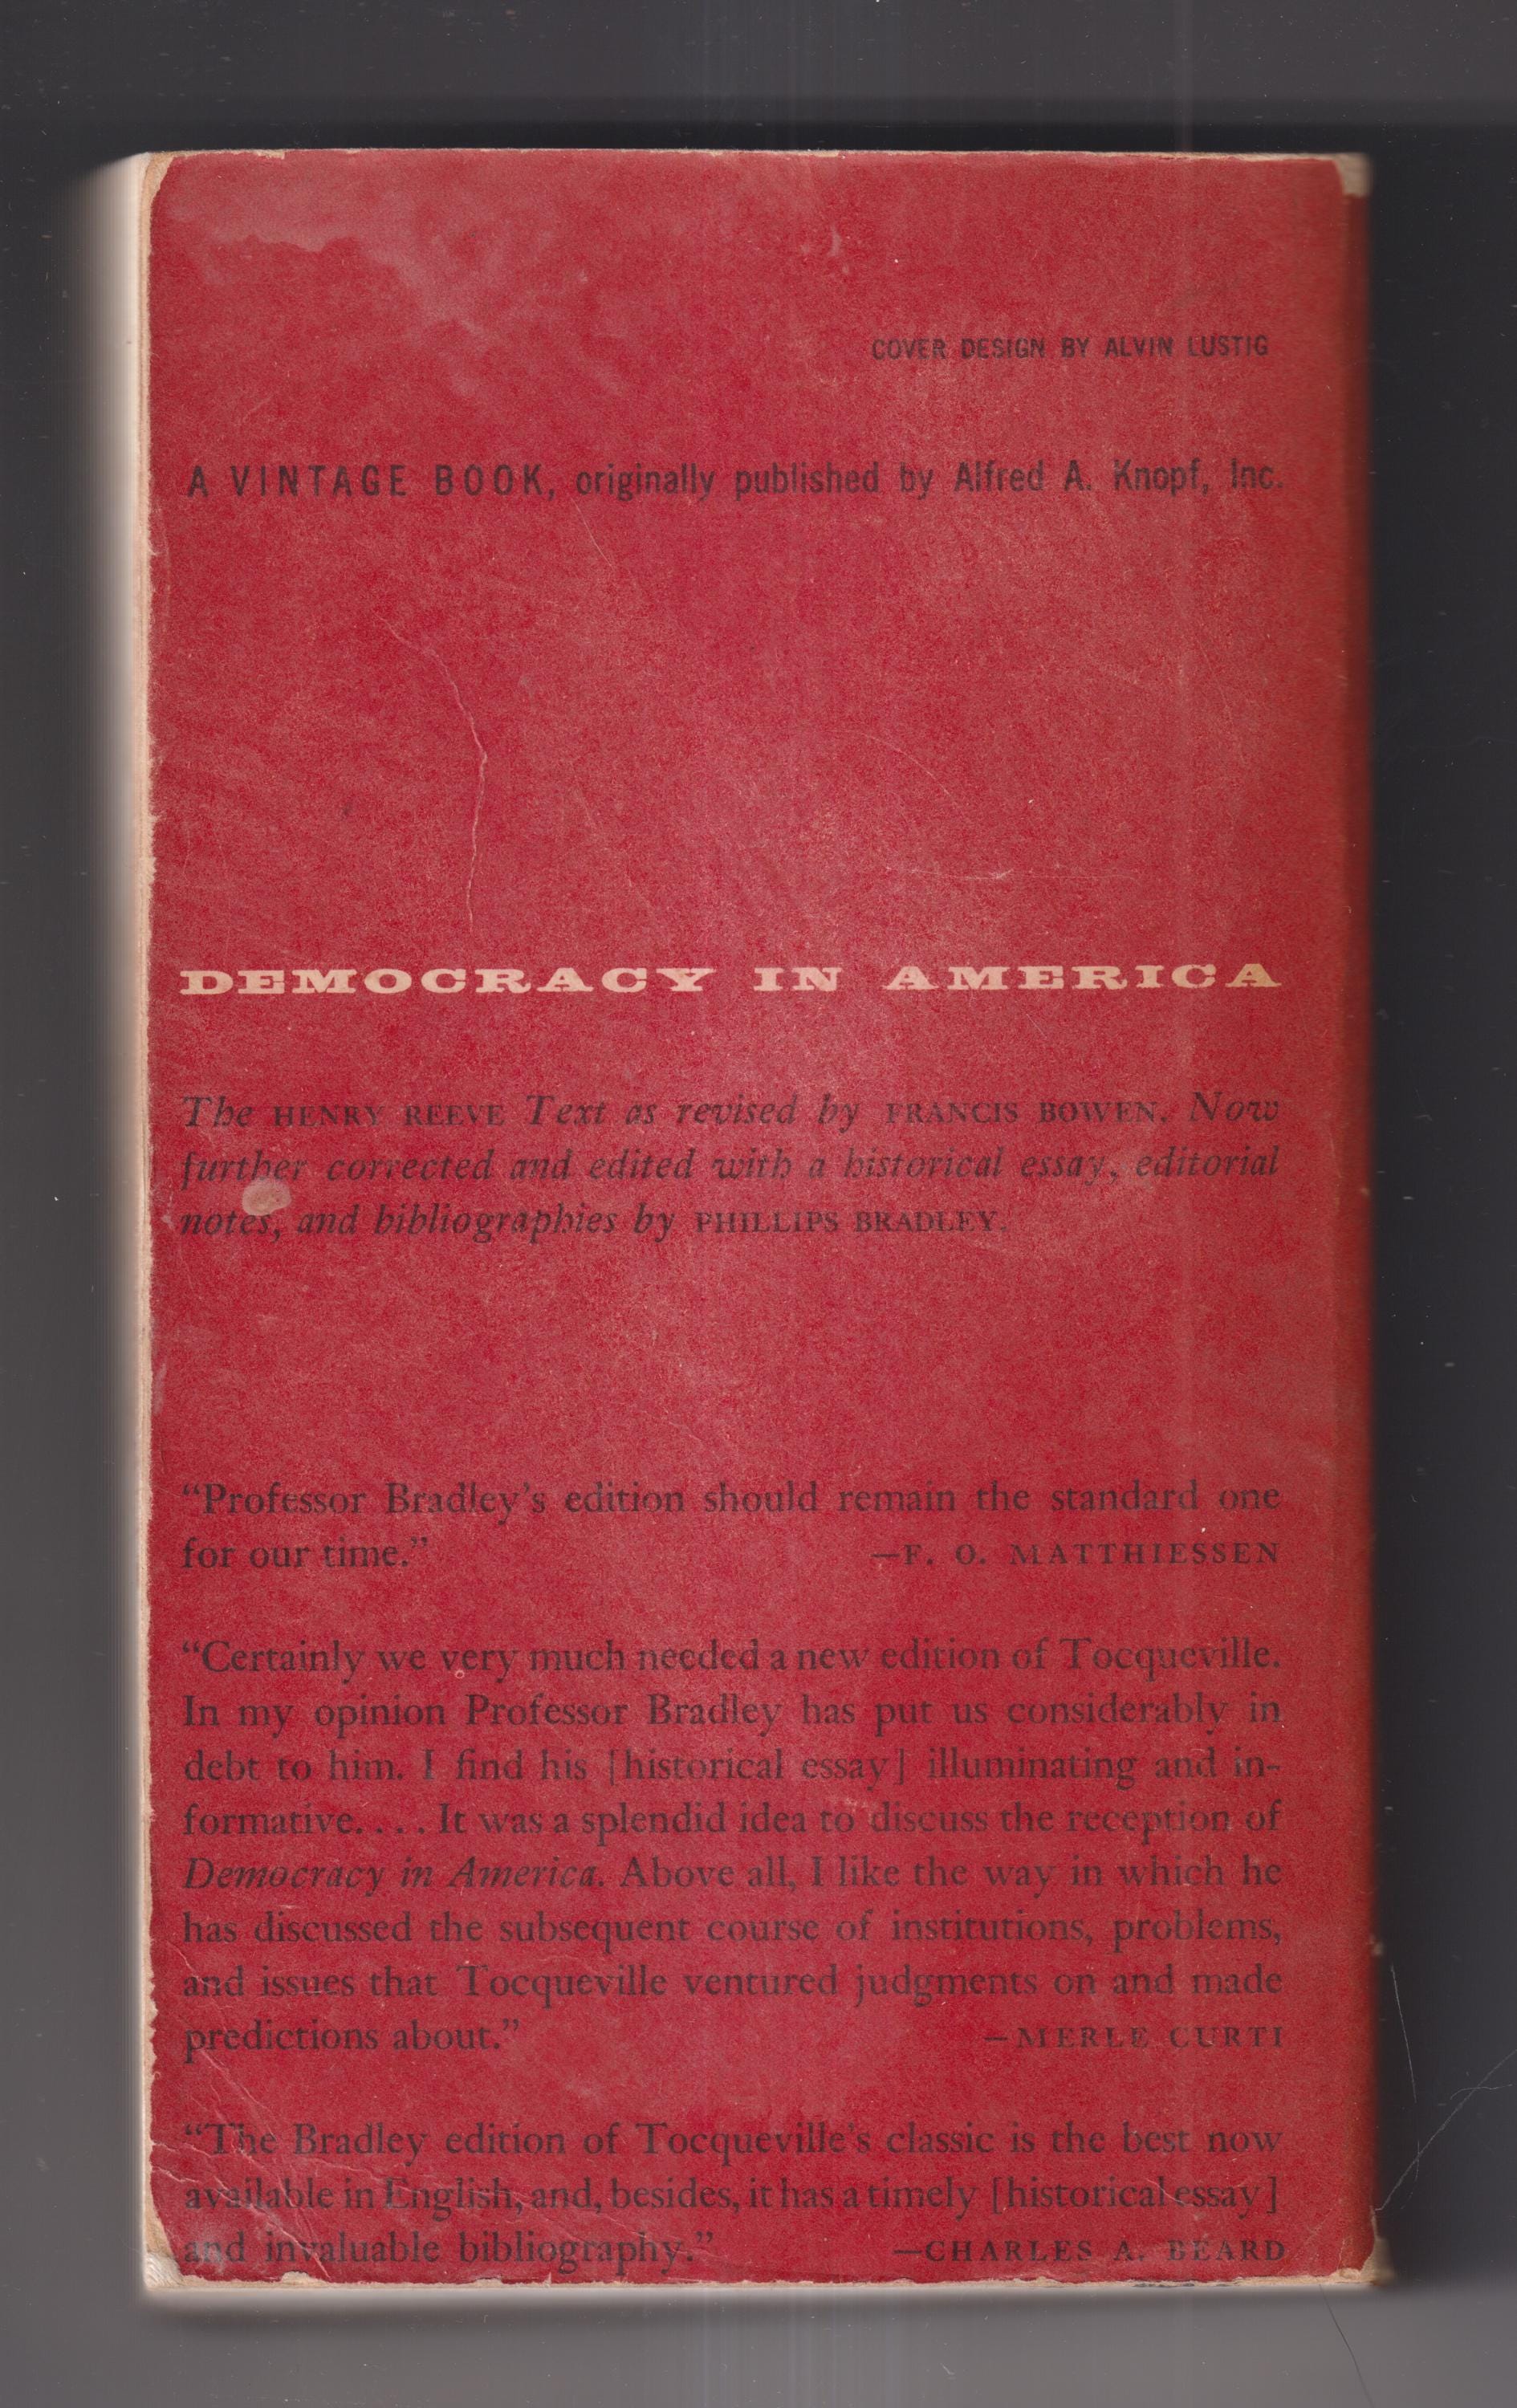 COVER DESIGN BY ALVIN LUSTIG
A VINTAGE BOOK, originally published by Alfred A. Knopf, Inc.
DEMOCRACY IN AMERICA
The HENRY REEVE Text as revised by FRANCIS BOWEN. Now
further corrected and edited with a historical essay, editorial
notes, and bibliographies by PHILLIPS BRADLEY.
“Professor Bradley’s edition should remain the standard one
for our time.” —F. O. MATTHIESSEN
“Certainly we very much needed a new edition of Tocqueville.
In my opinion Professor Bradley has put us considerably in
debt to him. I find his [historical essay] illuminating and in-
formative. . . . It was a splendid idea to discuss the reception of
Democracy in America. Above all, I like the way in which he
has discussed the subsequent course of institutions, problems,
and issues that Tocqueville ventured judgments on and made
predictions about.” —MERLE CURTI
“The Bradley edition of Tocqueville’s classic is the best now
available in English, and, besides, it has a timely [historical essay]
and invaluable bibliography.” —CHARLES A. BEARD